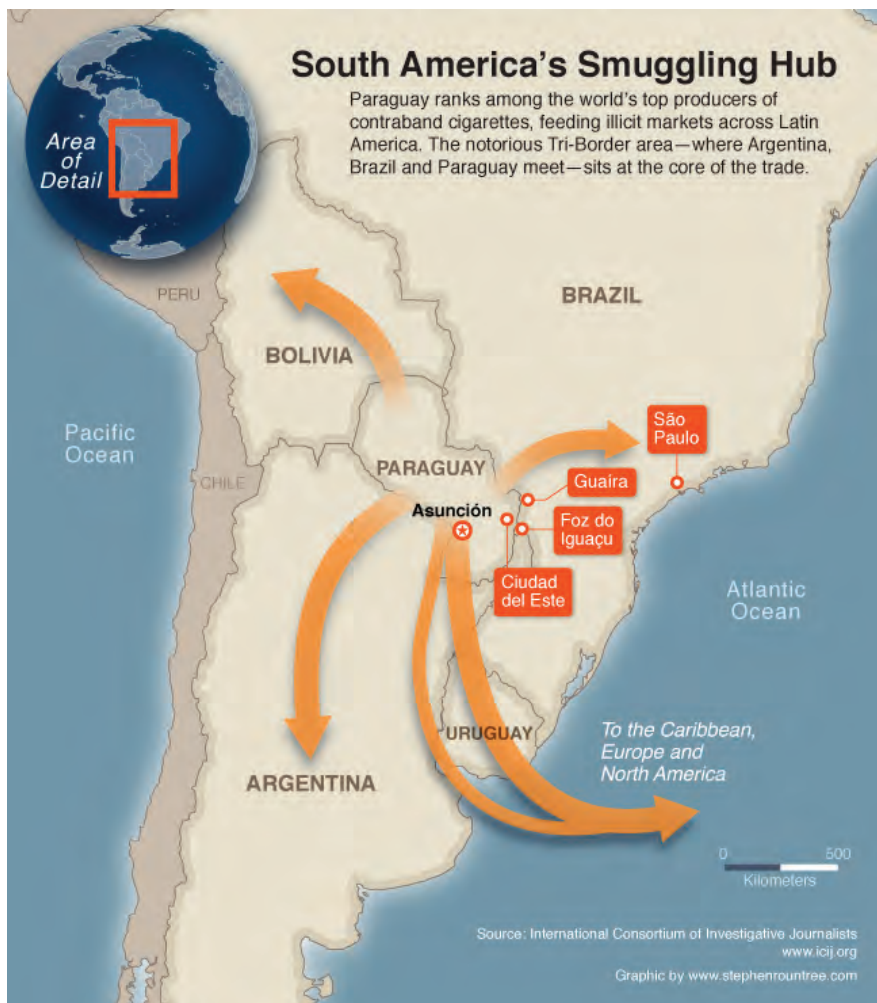 South America's Smuggling Hub
Paraguay ranks among the world's top producers of
contraband cigarettes, feeding illicit markets across Latin
America. The notorious Tri-Border area—where Argentina,
Brazil and Paraguay meet—sits at the core of the trade.
Area
of
Detail
PERU
BRAZIL
BOLIVIA
São
Paulo
Pacific
Ocean
PARAGUAY
CHILE
Guaíra
Asunción
Foz do
Iguaçu
Ciudad
del Este
Atlantic
Ocean
URUGUAY
To the Caribbean,
Europe and
North America
ARGENTINA
0 500
Kilometers
Source: International Consortium of Investigative Journalists
www.icij.org
Graphic by www.stephenrountree.com